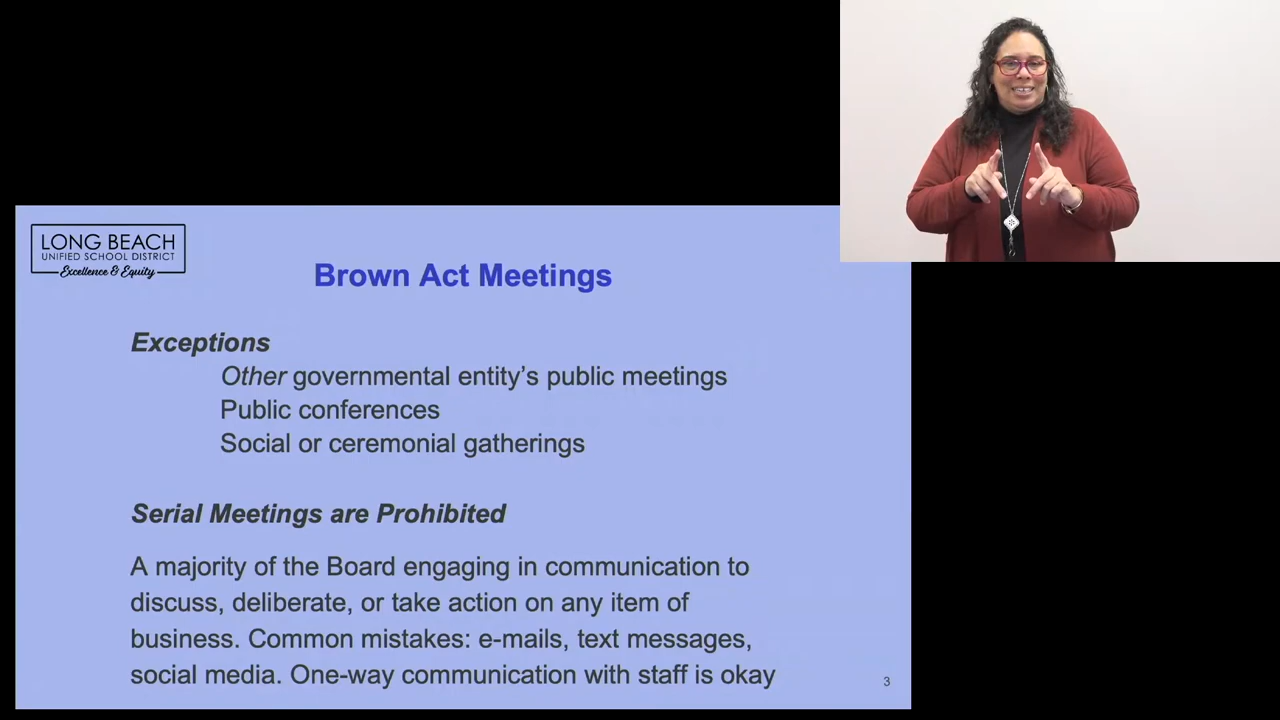 LONG BEACH
UNIFIED SCHOOL DISTRICT
Excellence & Equity
Brown Act Meetings
Exceptions
Other governmental entity’s public meetings
Public conferences
Social or ceremonial gatherings
Serial Meetings are Prohibited
A majority of the Board engaging in communication to
discuss, deliberate, or take action on any item of
business. Common mistakes: e-mails, text messages,
social media. One-way communication with staff is okay
3